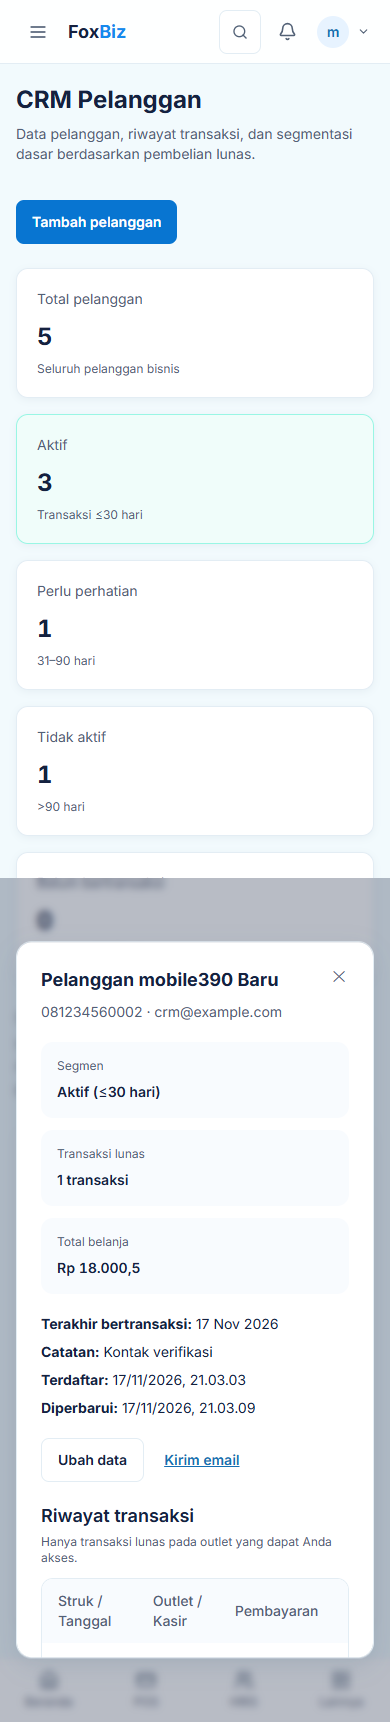 FoxBiz
m
CRM Pelanggan
Data pelanggan, riwayat transaksi, dan segmentasi
dasar berdasarkan pembelian lunas.
Tambah pelanggan
Total pelanggan
5
Seluruh pelanggan bisnis
Aktif
3
Transaksi ≤30 hari
Perlu perhatian
1
31–90 hari
Tidak aktif
1
>90 hari
0
Pelanggan mobile390 Baru
081234560002 · crm@example.com
Segmen
Aktif (≤30 hari)
Transaksi lunas
1 transaksi
Total belanja
Rp 18.000,5
Terakhir bertransaksi: 17 Nov 2026
Catatan: Kontak verifikasi
Terdaftar: 17/11/2026, 21.03.03
Diperbarui: 17/11/2026, 21.03.09
Ubah data
Kirim email
Riwayat transaksi
Hanya transaksi lunas pada outlet yang dapat Anda
akses.
Struk /
Tanggal
Outlet /
Kasir
Pembayaran